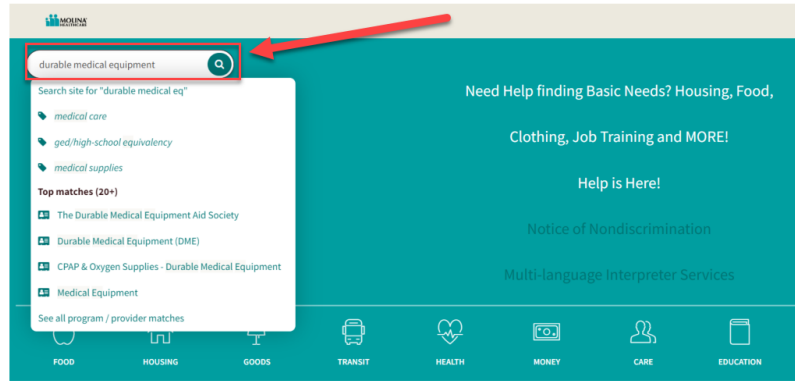 MOLINA
HEALTHCARE
durable medical equipment
Search site for "durable medical eq"
medical care
ged/high-school equivalency
medical supplies
Top matches (20+)
The Durable Medical Equipment Aid Society
Durable Medical Equipment (DME)
CPAP & Oxygen Supplies - Durable Medical Equipment
Medical Equipment
See all program / provider matches
Need Help finding Basic Needs? Housing, Food,
Clothing, Job Training and MORE!
Help is Here!
Notice of Nondiscrimination
Multi-language Interpreter Services
FOOD HOUSING GOODS TRANSIT HEALTH MONEY CARE EDUCATION